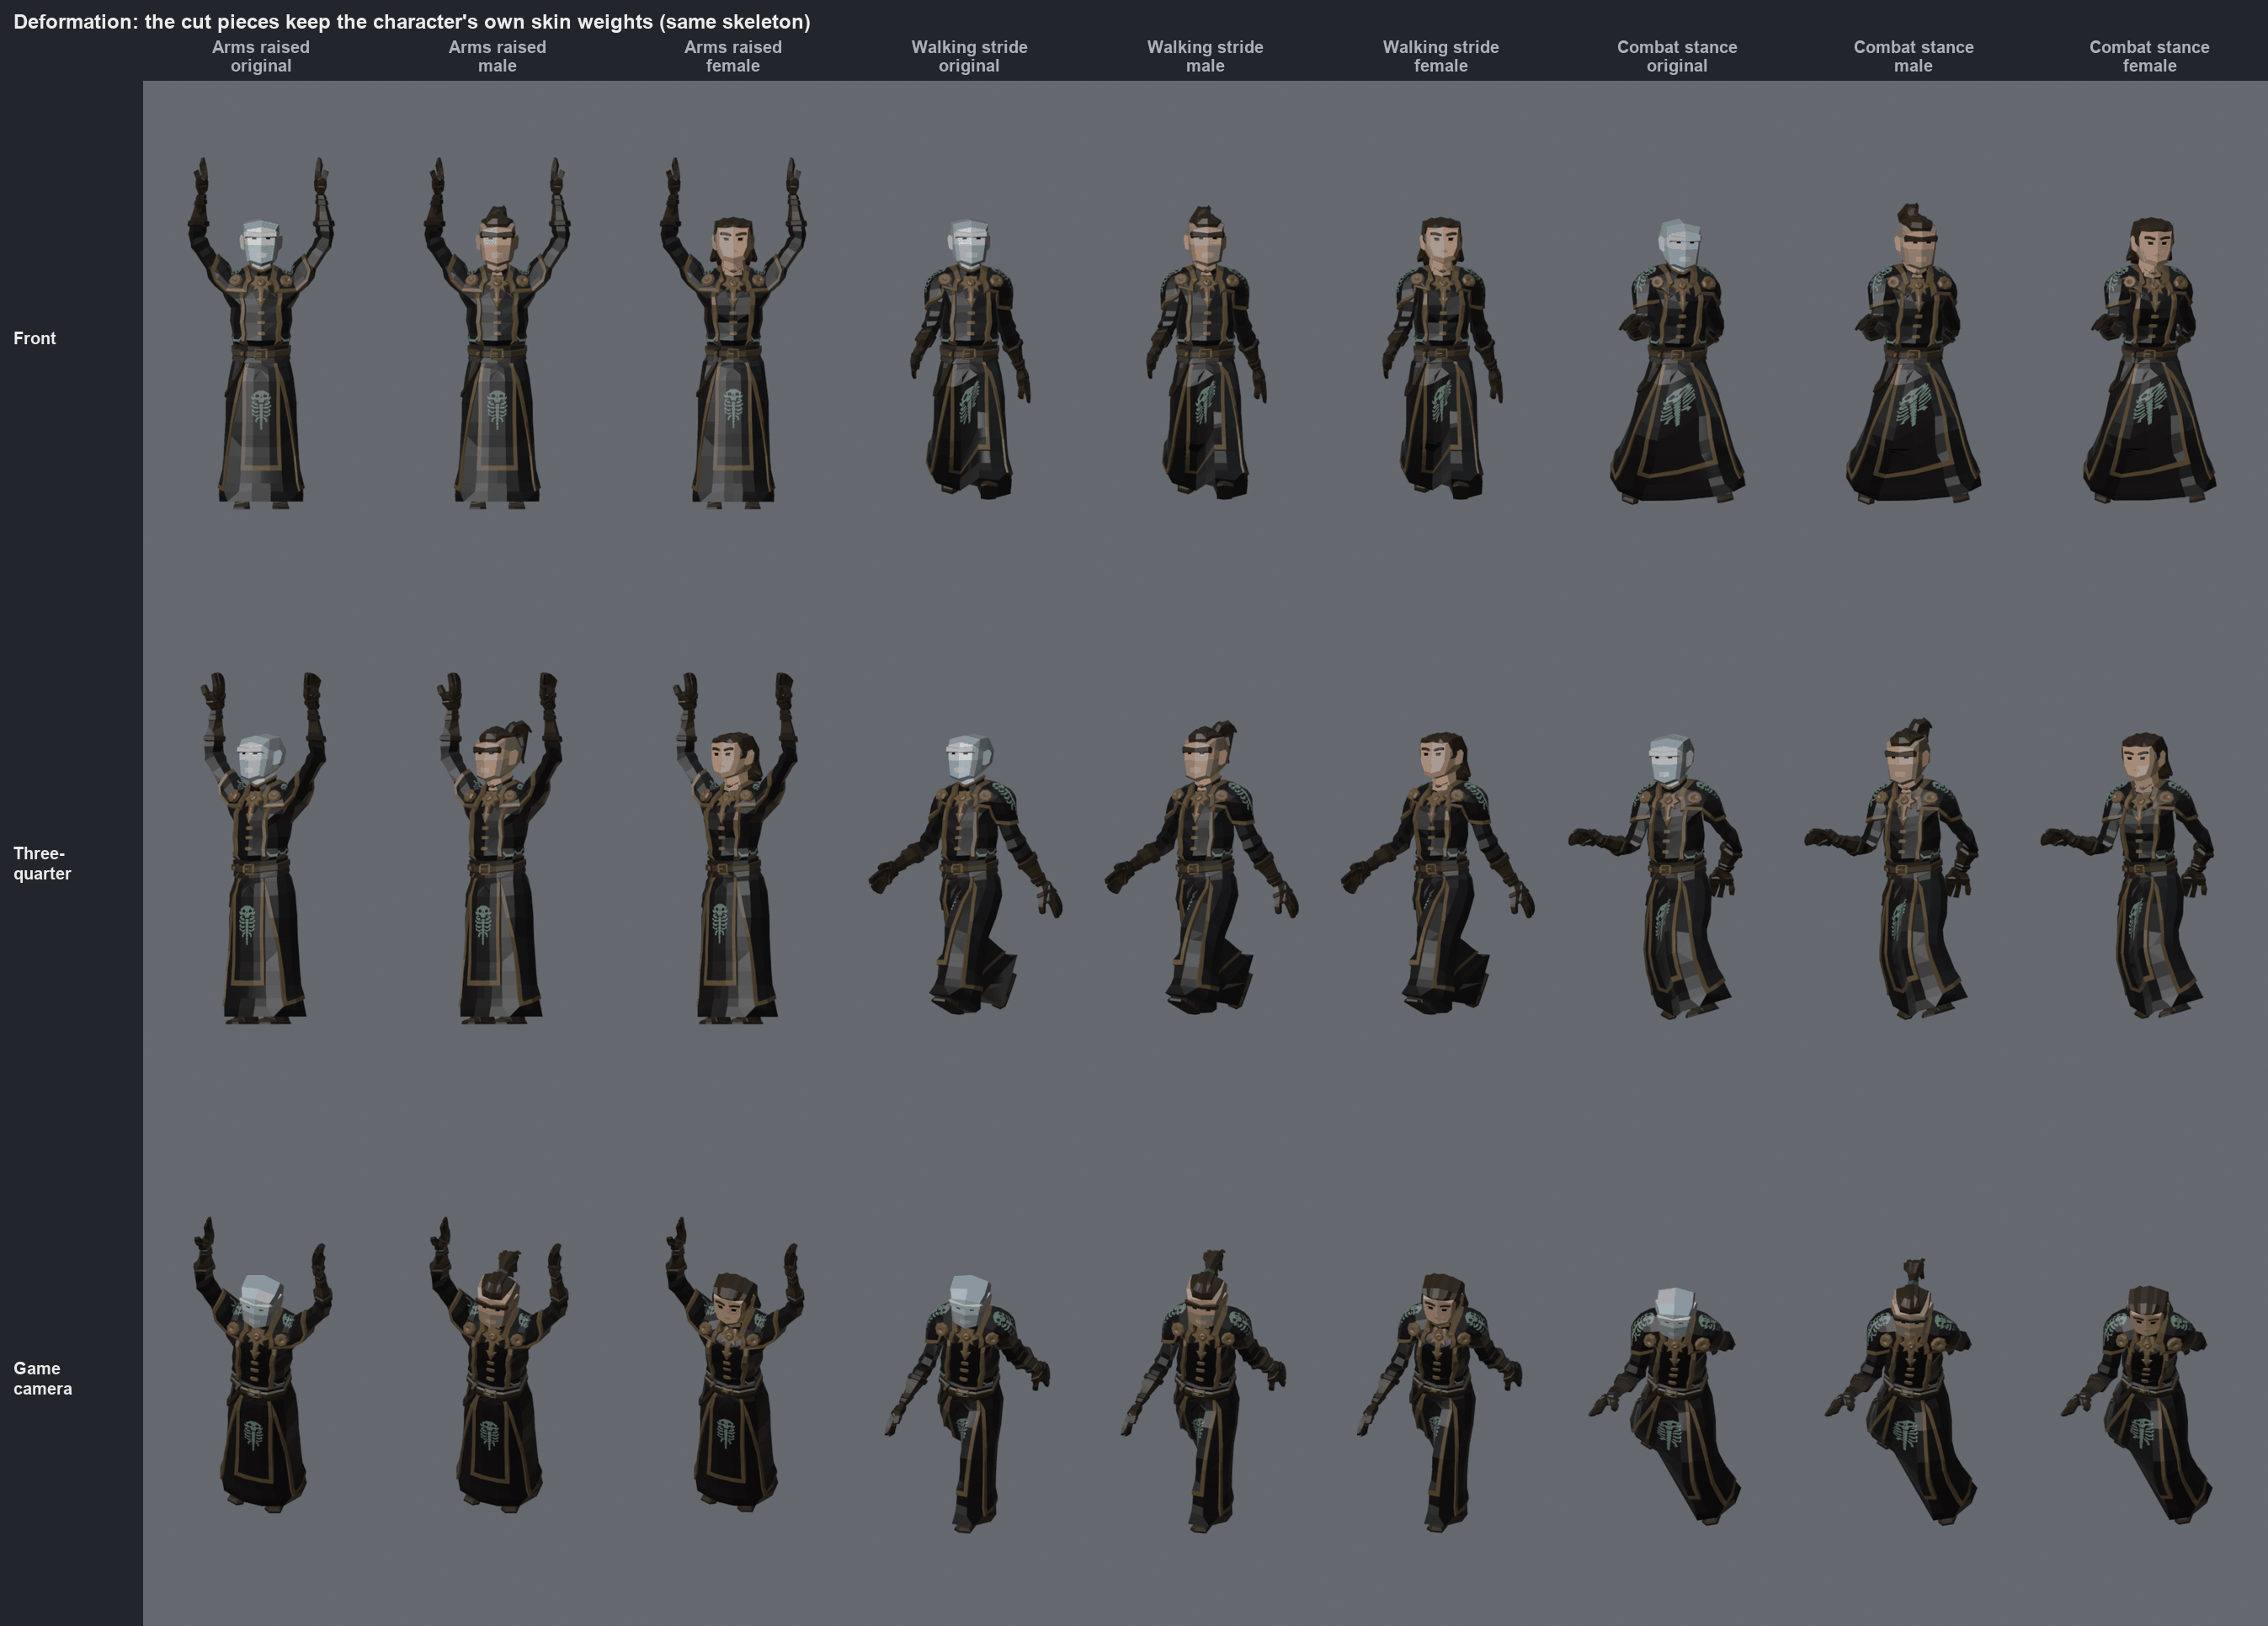 Deformation: the cut pieces keep the character's own skin weights (same skeleton)
Arms raised
original
Arms raised
male
Arms raised
female
Walking stride
original
Walking stride
male
Walking stride
female
Combat stance
original
Combat stance
male
Combat stance
female
Front
Three-
quarter
Game
camera